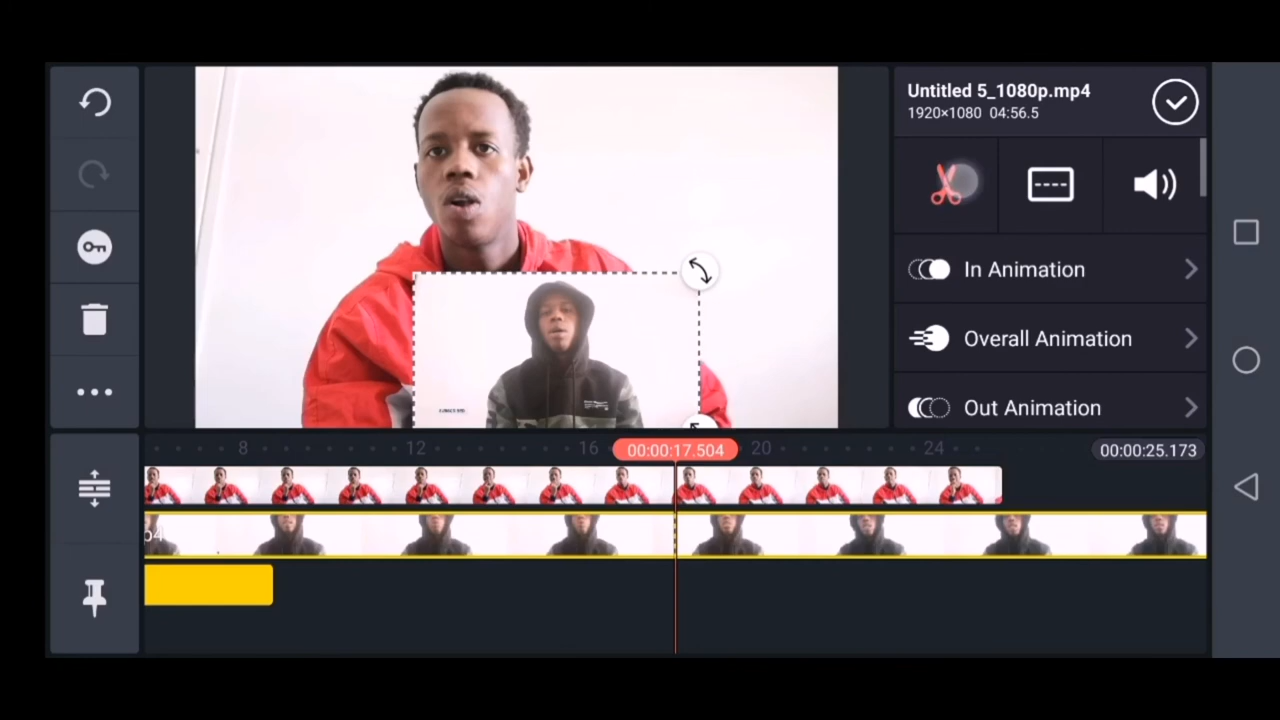 Untitled 5_1080p.mp4
1920×1080 04:56.5
In Animation
Overall Animation
Out Animation
8 12 16 00:00:17.504 20 24 00:00:25.173
p4